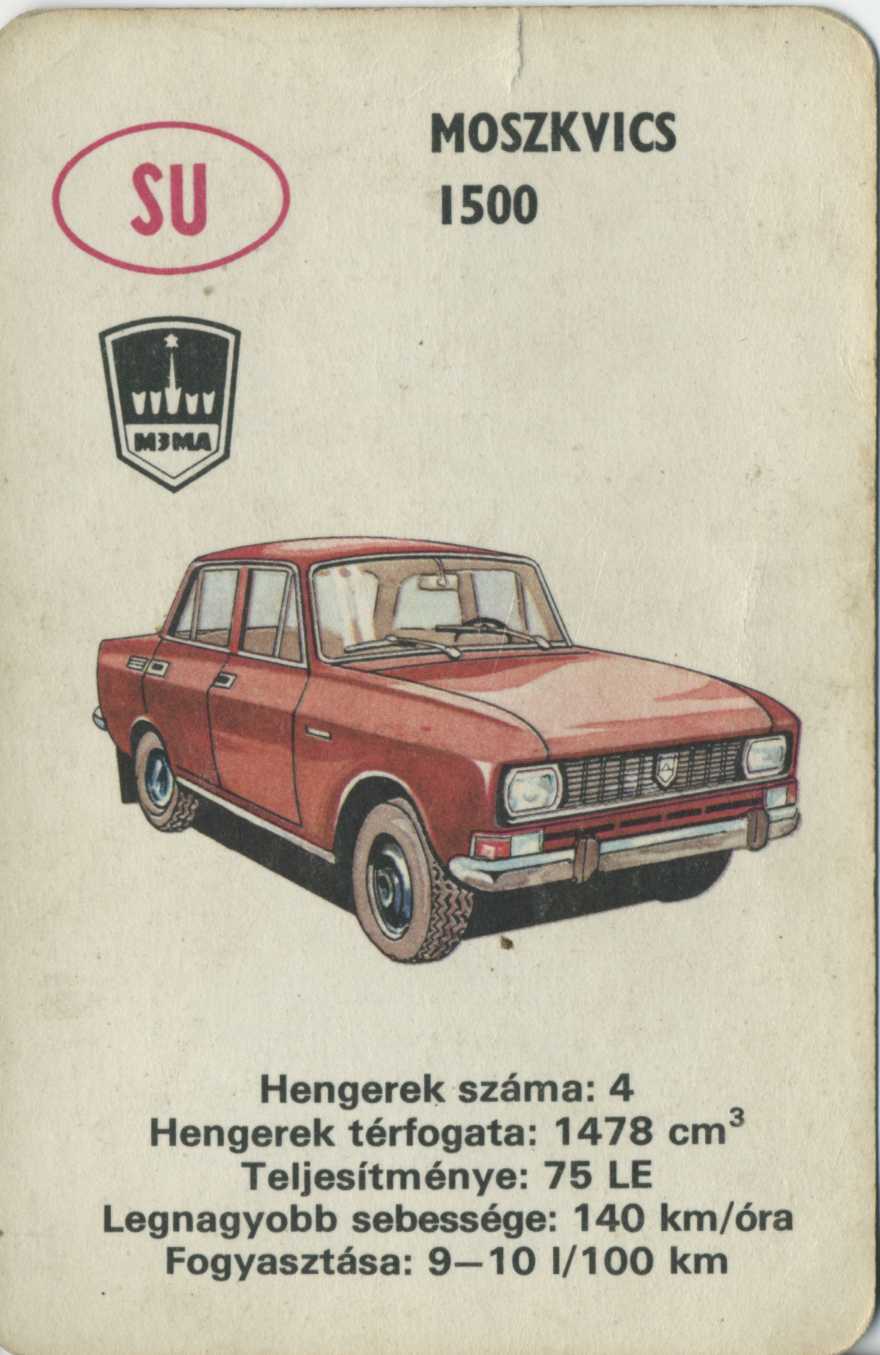 SU
MOSZKVICS
1500
МЗМА
Hengerek száma: 4
Hengerek térfogata: 1478 cm³
Teljesítménye: 75 LE
Legnagyobb sebessége: 140 km/óra
Fogyasztása: 9—10 l/100 km